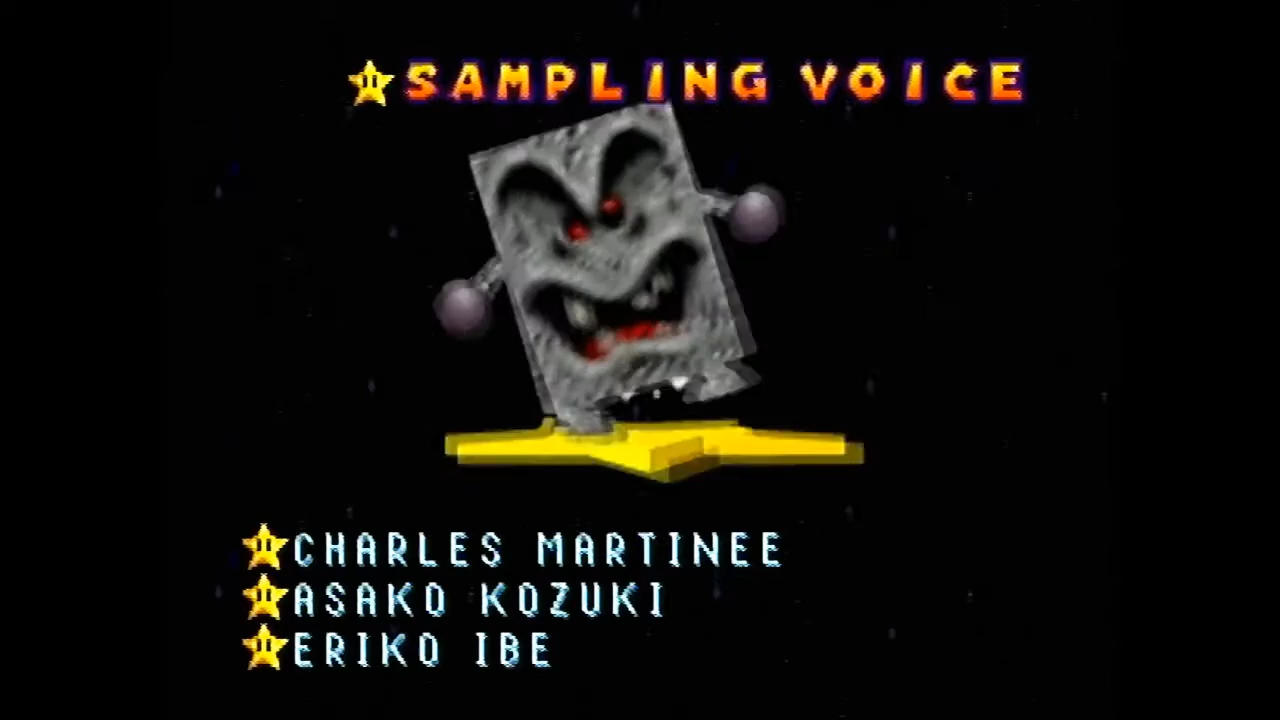 SAMPLING VOICE
CHARLES MARTINEE
ASAKO KOZUKI
ERIKO IBE